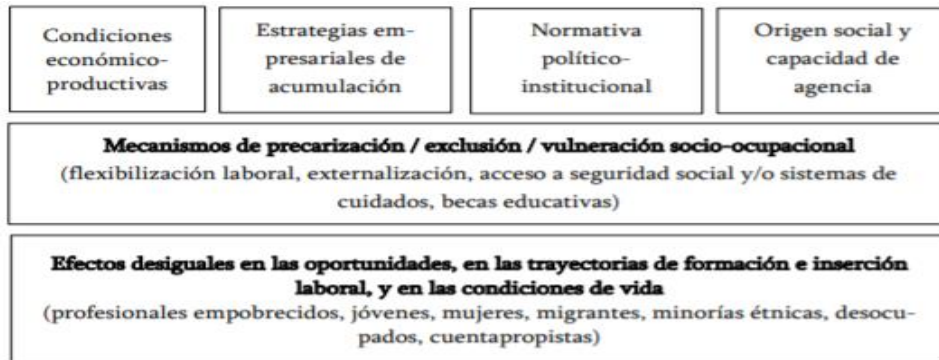 Condiciones
económico-
productivas
Estrategias em-
presariales de
acumulación
Normativa
político-
institucional
Origen social y
capacidad de
agencia
Mecanismos de precarización / exclusión / vulneración socio-ocupacional
(flexibilización laboral, externalización, acceso a seguridad social y/o sistemas de
cuidados, becas educativas)
Efectos desiguales en las oportunidades, en las trayectorias de formación e inserción
laboral, y en las condiciones de vida
(profesionales empobrecidos, jóvenes, mujeres, migrantes, minorías étnicas, desocu-
pados, cuentapropistas)